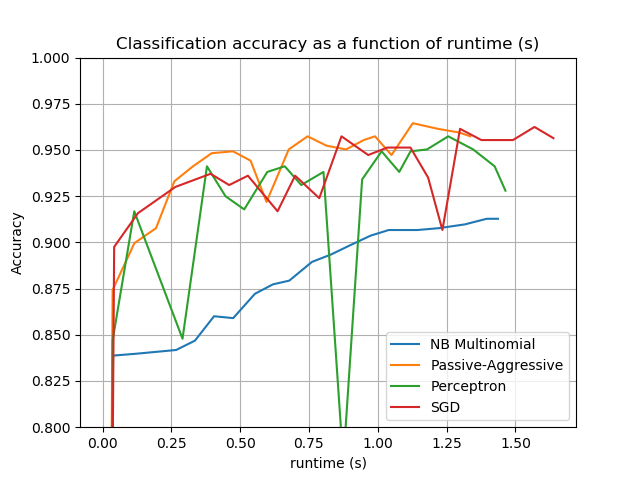 Classification accuracy as a function of runtime (s)
1.000
0.975
0.950
0.925
0.900
0.875
0.850
0.825
0.800
Accuracy
NB Multinomial
Passive-Aggressive
Perceptron
SGD
0.00 0.25 0.50 0.75 1.00 1.25 1.50
runtime (s)